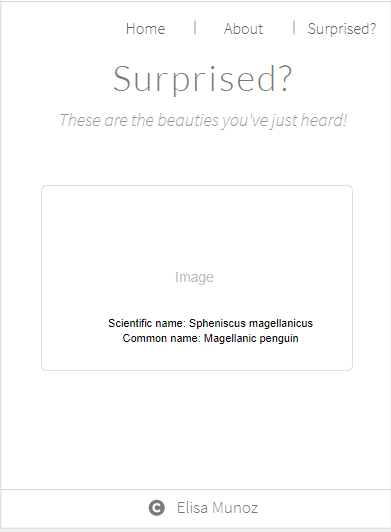 Home | About | Surprised?
Surprised?
These are the beauties you've just heard!
Image
Scientific name: Spheniscus magellanicus
Common name: Magellanic penguin
© Elisa Munoz